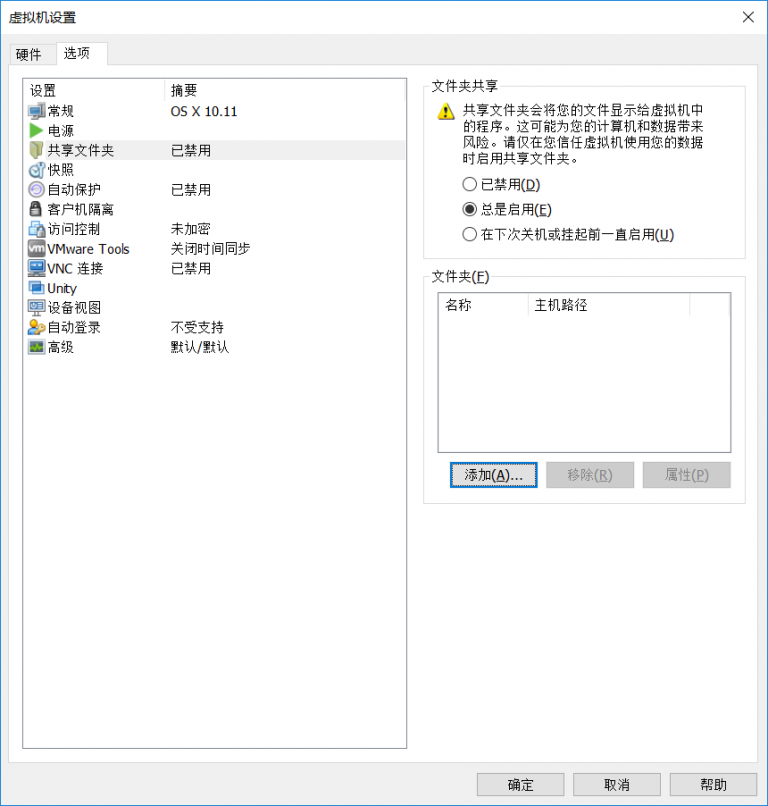 虚拟机设置
硬件 选项
设置 摘要
常规 OS X 10.11
电源
共享文件夹 已禁用
快照
自动保护 已禁用
客户机隔离
访问控制 未加密
vm VMware Tools 关闭时间同步
VNC 连接 已禁用
Unity
设备视图
自动登录 不受支持
高级 默认/默认
文件夹共享
共享文件夹会将您的文件显示给虚拟机中
的程序。这可能为您的计算机和数据带来
风险。请仅在您信任虚拟机使用您的数据
时启用共享文件夹。
已禁用(D)
总是启用(E)
在下次关机或挂起前一直启用(U)
文件夹(F)
名称 主机路径
添加(A)... 移除(R) 属性(P)
确定 取消 帮助